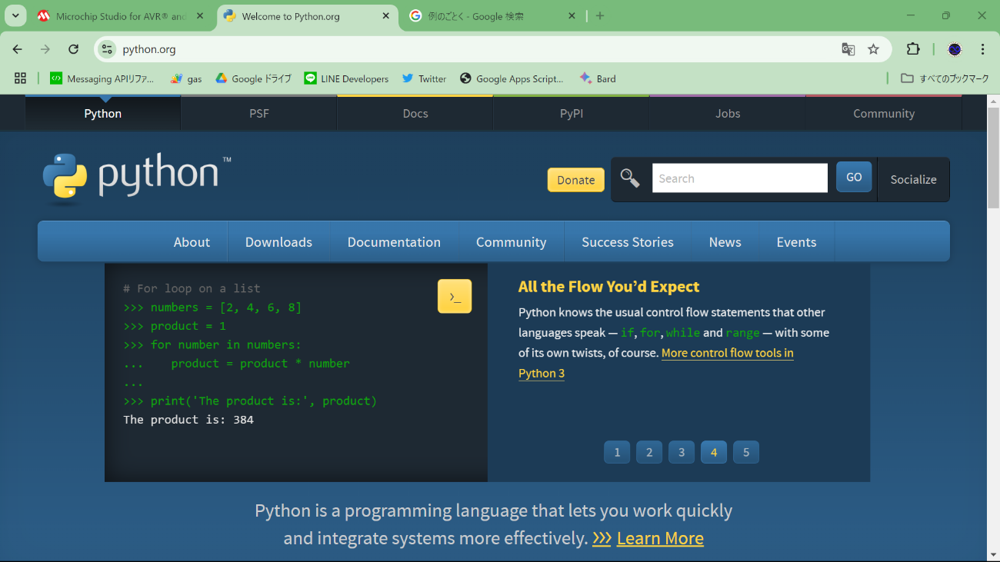 Microchip Studio for AVR® and
Welcome to Python.org
例のごとく - Google 検索
python.org
Messaging APIリファ...
gas
Google ドライブ
LINE Developers
Twitter
Google Apps Script...
Bard
すべてのブックマーク
Python
PSF
Docs
PyPI
Jobs
Community
python™
Donate
Search
GO
Socialize
About
Downloads
Documentation
Community
Success Stories
News
Events
# For loop on a list
>>> numbers = [2, 4, 6, 8]
>>> product = 1
>>> for number in numbers:
...    product = product * number
...
>>> print('The product is:', product)
The product is: 384
>_
All the Flow You’d Expect
Python knows the usual control flow statements that other
languages speak — if, for, while and range — with some
of its own twists, of course. More control flow tools in
Python 3
1 2 3 4 5
Python is a programming language that lets you work quickly
and integrate systems more effectively. >>> Learn More